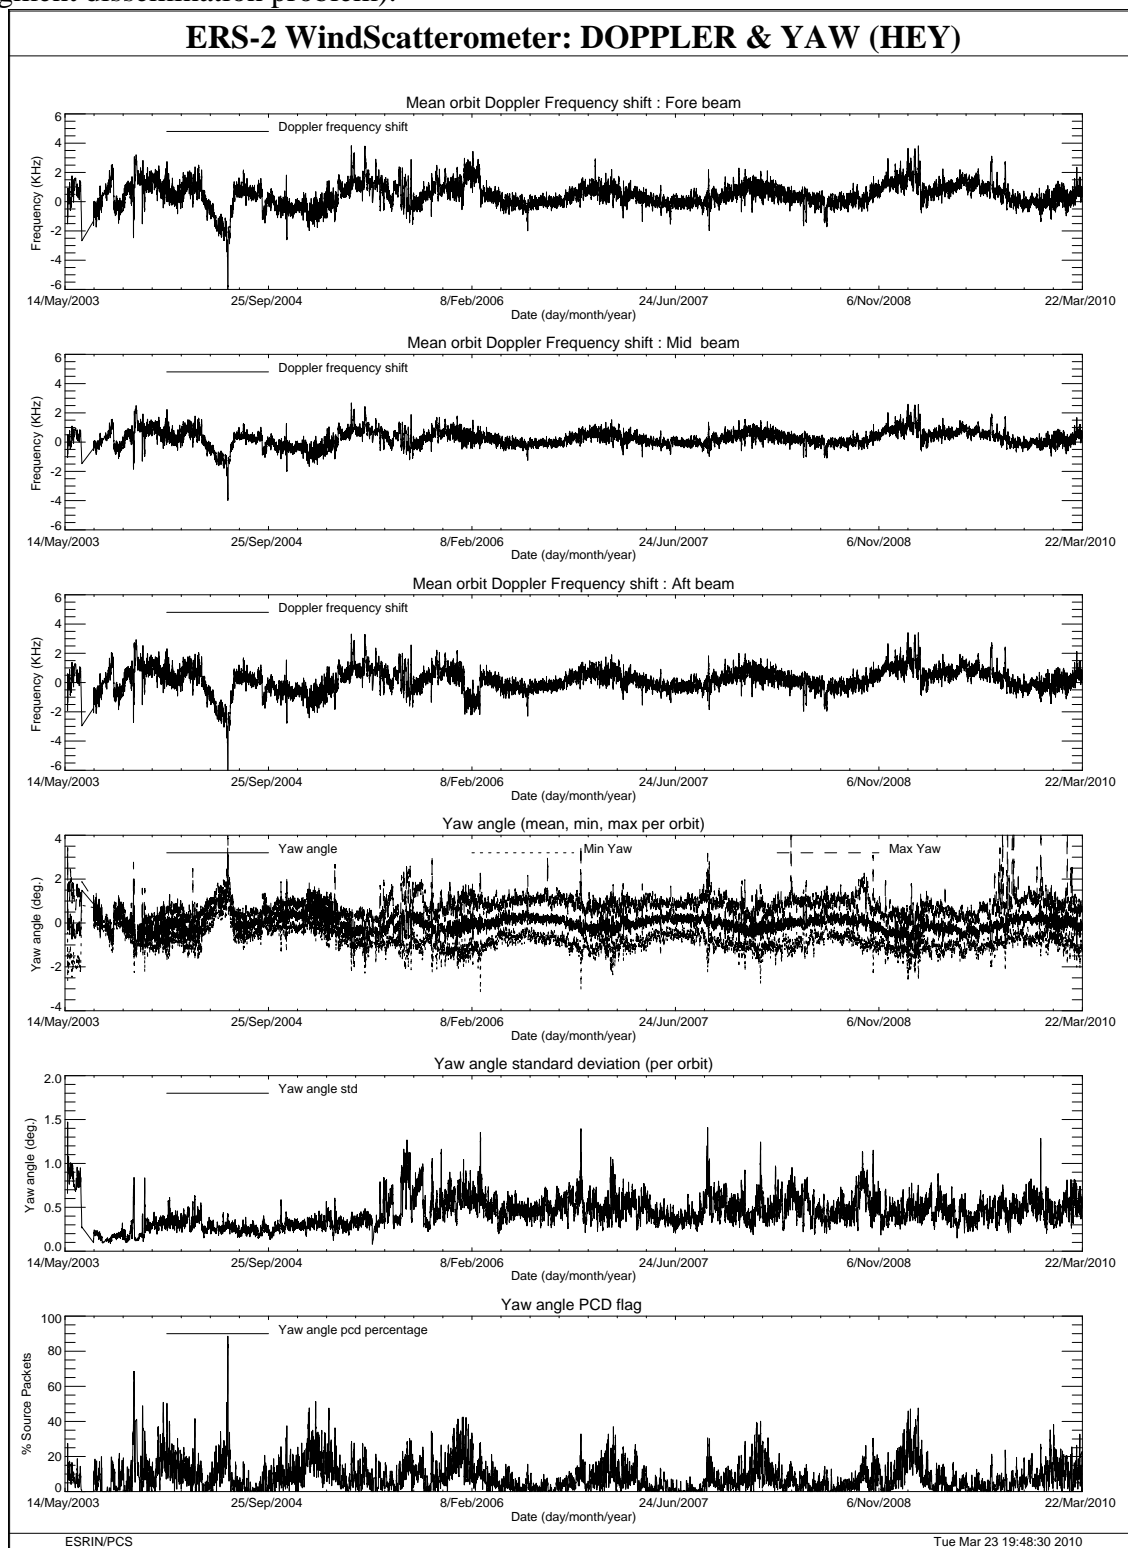 gment dissemination problem).
ERS-2 WindScatterometer: DOPPLER & YAW (HEY)
Mean orbit Doppler Frequency shift : Fore beam
Doppler frequency shift
6
4
2
0
-2
-4
-6
Frequency (KHz)
14/May/2003 25/Sep/2004 8/Feb/2006 24/Jun/2007 6/Nov/2008 22/Mar/2010
Date (day/month/year)
Mean orbit Doppler Frequency shift : Mid beam
Doppler frequency shift
6
4
2
0
-2
-4
-6
Frequency (KHz)
14/May/2003 25/Sep/2004 8/Feb/2006 24/Jun/2007 6/Nov/2008 22/Mar/2010
Date (day/month/year)
Mean orbit Doppler Frequency shift : Aft beam
Doppler frequency shift
6
4
2
0
-2
-4
-6
Frequency (KHz)
14/May/2003 25/Sep/2004 8/Feb/2006 24/Jun/2007 6/Nov/2008 22/Mar/2010
Date (day/month/year)
Yaw angle (mean, min, max per orbit)
Yaw angle Min Yaw Max Yaw
4
2
0
-2
-4
Yaw angle (deg.)
14/May/2003 25/Sep/2004 8/Feb/2006 24/Jun/2007 6/Nov/2008 22/Mar/2010
Date (day/month/year)
Yaw angle standard deviation (per orbit)
Yaw angle std
2.0
1.5
1.0
0.5
0.0
Yaw angle (deg.)
14/May/2003 25/Sep/2004 8/Feb/2006 24/Jun/2007 6/Nov/2008 22/Mar/2010
Date (day/month/year)
Yaw angle PCD flag
Yaw angle pcd percentage
100
80
60
40
20
0
% Source Packets
14/May/2003 25/Sep/2004 8/Feb/2006 24/Jun/2007 6/Nov/2008 22/Mar/2010
Date (day/month/year)
ESRIN/PCS Tue Mar 23 19:48:30 2010